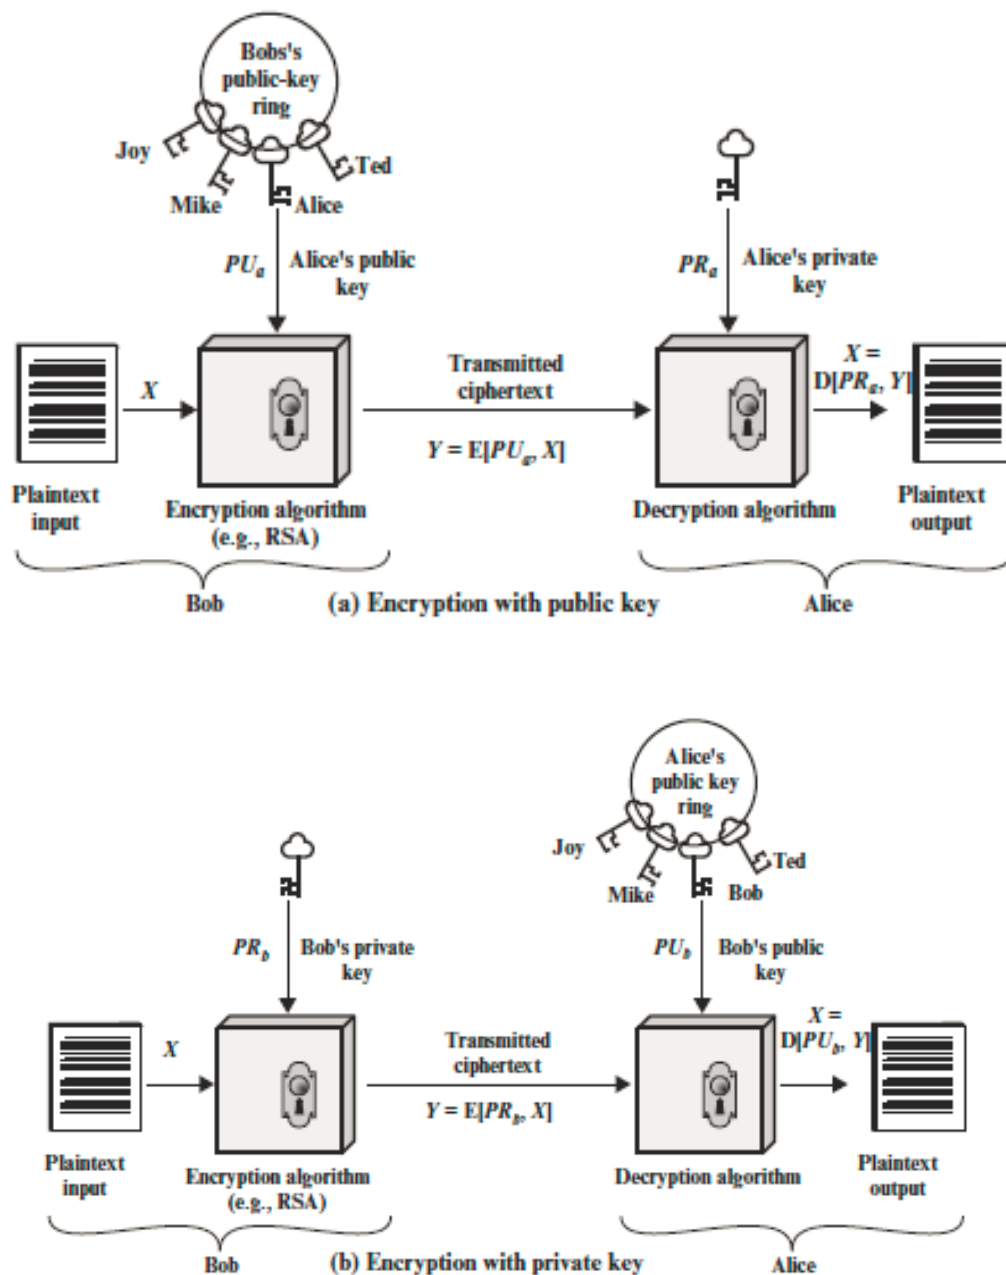 Bobs's
public-key
ring
Joy
Ted
Mike
Alice
PUa
Alice's public
key
PRa
Alice's private
key
X
Transmitted
ciphertext
X =
D[PRa, Y]
Y = E[PUa, X]
Plaintext
input
Encryption algorithm
(e.g., RSA)
Decryption algorithm
Plaintext
output
Bob
(a) Encryption with public key
Alice
Alice's
public key
ring
Joy
Ted
Mike
Bob
PRb
Bob's private
key
PUb
Bob's public
key
X
Transmitted
ciphertext
X =
D[PUb, Y]
Y = E[PRb, X]
Plaintext
input
Encryption algorithm
(e.g., RSA)
Decryption algorithm
Plaintext
output
Bob
(b) Encryption with private key
Alice